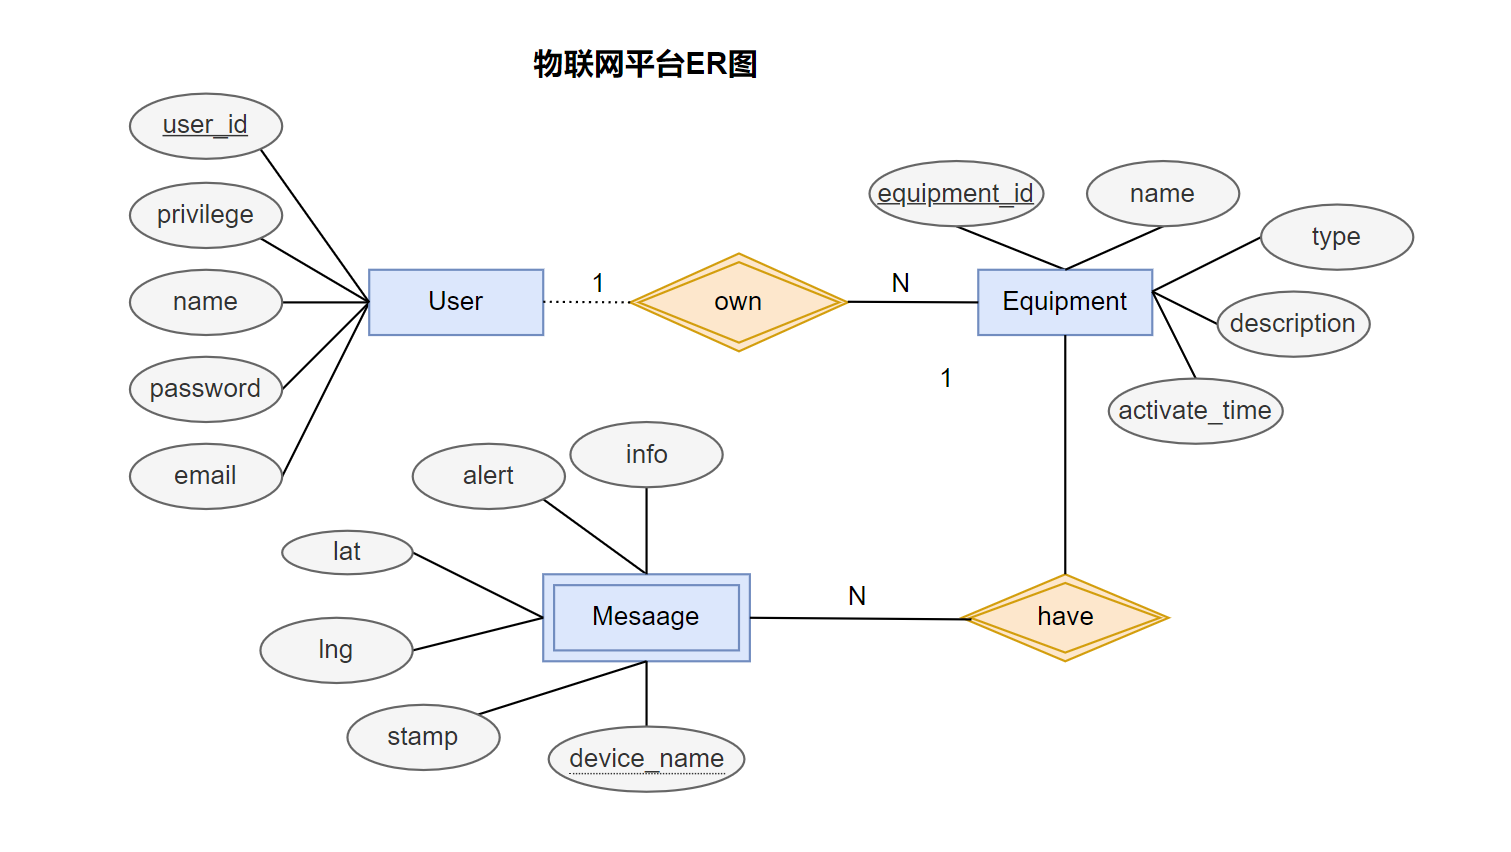 物联网平台ER图
user_id
privilege
name
password
email
User
1
own
N
equipment_id
name
type
description
activate_time
Equipment
1
alert
info
lat
lng
stamp
device_name
Mesaage
N
have